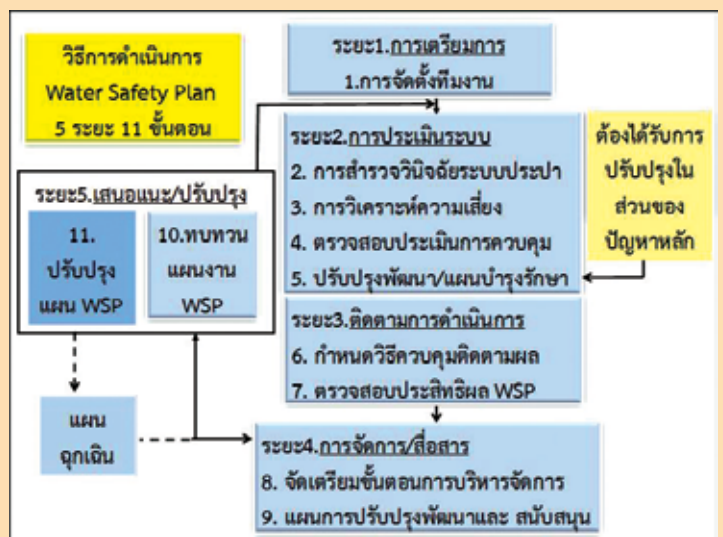 วิธีการดำเนินการ
Water Safety Plan
5 ระยะ 11 ขั้นตอน
ระยะ1.การเตรียมการ
1.การจัดตั้งทีมงาน
ระยะ2.การประเมินระบบ
2. การสำรวจวินิจฉัยระบบประปา
3. การวิเคราะห์ความเสี่ยง
4. ตรวจสอบประเมินการควบคุม
5. ปรับปรุงพัฒนา/แผนบำรุงรักษา
ต้องได้รับการ
ปรับปรุงใน
ส่วนของ
ปัญหาหลัก
ระยะ3.ติดตามการดำเนินการ
6. กำหนดวิธีควบคุมติดตามผล
7. ตรวจสอบประสิทธิผล WSP
ระยะ4.การจัดการ/สื่อสาร
8. จัดเตรียมขั้นตอนการบริหารจัดการ
9. แผนการปรับปรุงพัฒนาและ สนับสนุน
ระยะ5.เสนอแนะ/ปรับปรุง
10.ทบทวน
แผนงาน
WSP
11.
ปรับปรุง
แผน WSP
แผน
ฉุกเฉิน